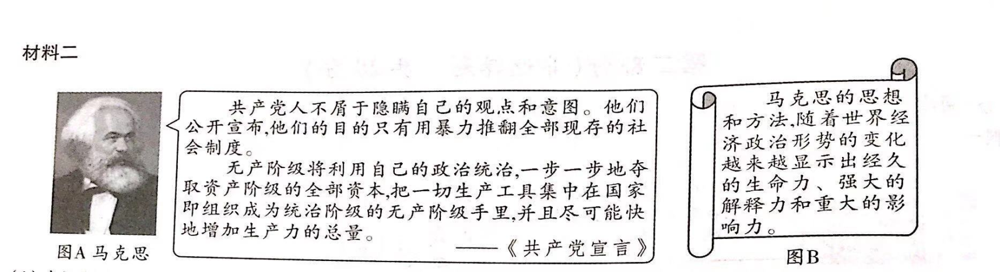 材料二
共产党人不屑于隐瞒自己的观点和意图。他们
公开宣布,他们的目的只有用暴力推翻全部现存的社
会制度。
无产阶级将利用自己的政治统治,一步一步地夺
取资产阶级的全部资本,把一切生产工具集中在国家
即组织成为统治阶级的无产阶级手里,并且尽可能快
地增加生产力的总量。
——《共产党宣言》
图A 马克思
马克思的思想
和方法,随着世界经
济政治形势的变化
越来越显示出经久
的生命力、强大的
解释力和重大的影
响力。
图B